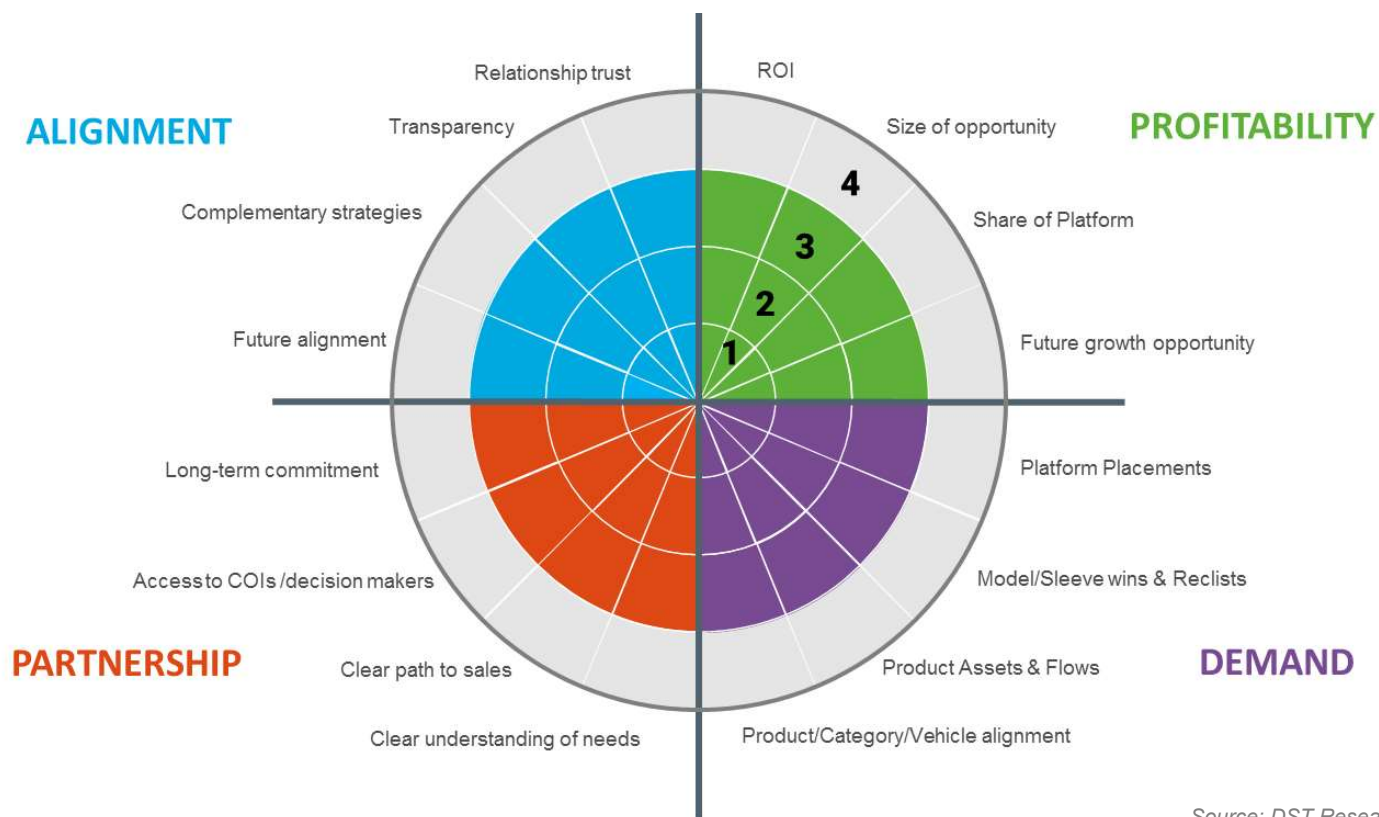 Relationship trust
ROI
ALIGNMENT
Transparency
Size of opportunity
PROFITABILITY
4
Complementary strategies
Share of Platform
3
2
Future alignment
1
Future growth opportunity
Long-term commitment
Platform Placements
Access to COIs /decision makers
Model/Sleeve wins & Reclists
PARTNERSHIP
Clear path to sales
Product Assets & Flows
DEMAND
Clear understanding of needs
Product/Category/Vehicle alignment
Source: DST